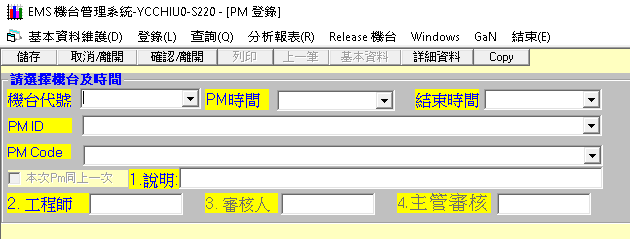 EMS機台管理系統-YCCHIU0-S220 - [PM 登錄]
基本資料維護(D) 登錄(L) 查詢(Q) 分析報表(R) Release 機台 Windows GaN 結束(E)
儲存 取消/離開 確認/離開 列印 上一筆 基本資料 詳細資料 Copy
請選擇機台及時間
機台代號 PM時間 結束時間
PM ID
PM Code
本次Pm同上一次 1.說明:
2. 工程師 3. 審核人 4.主管審核